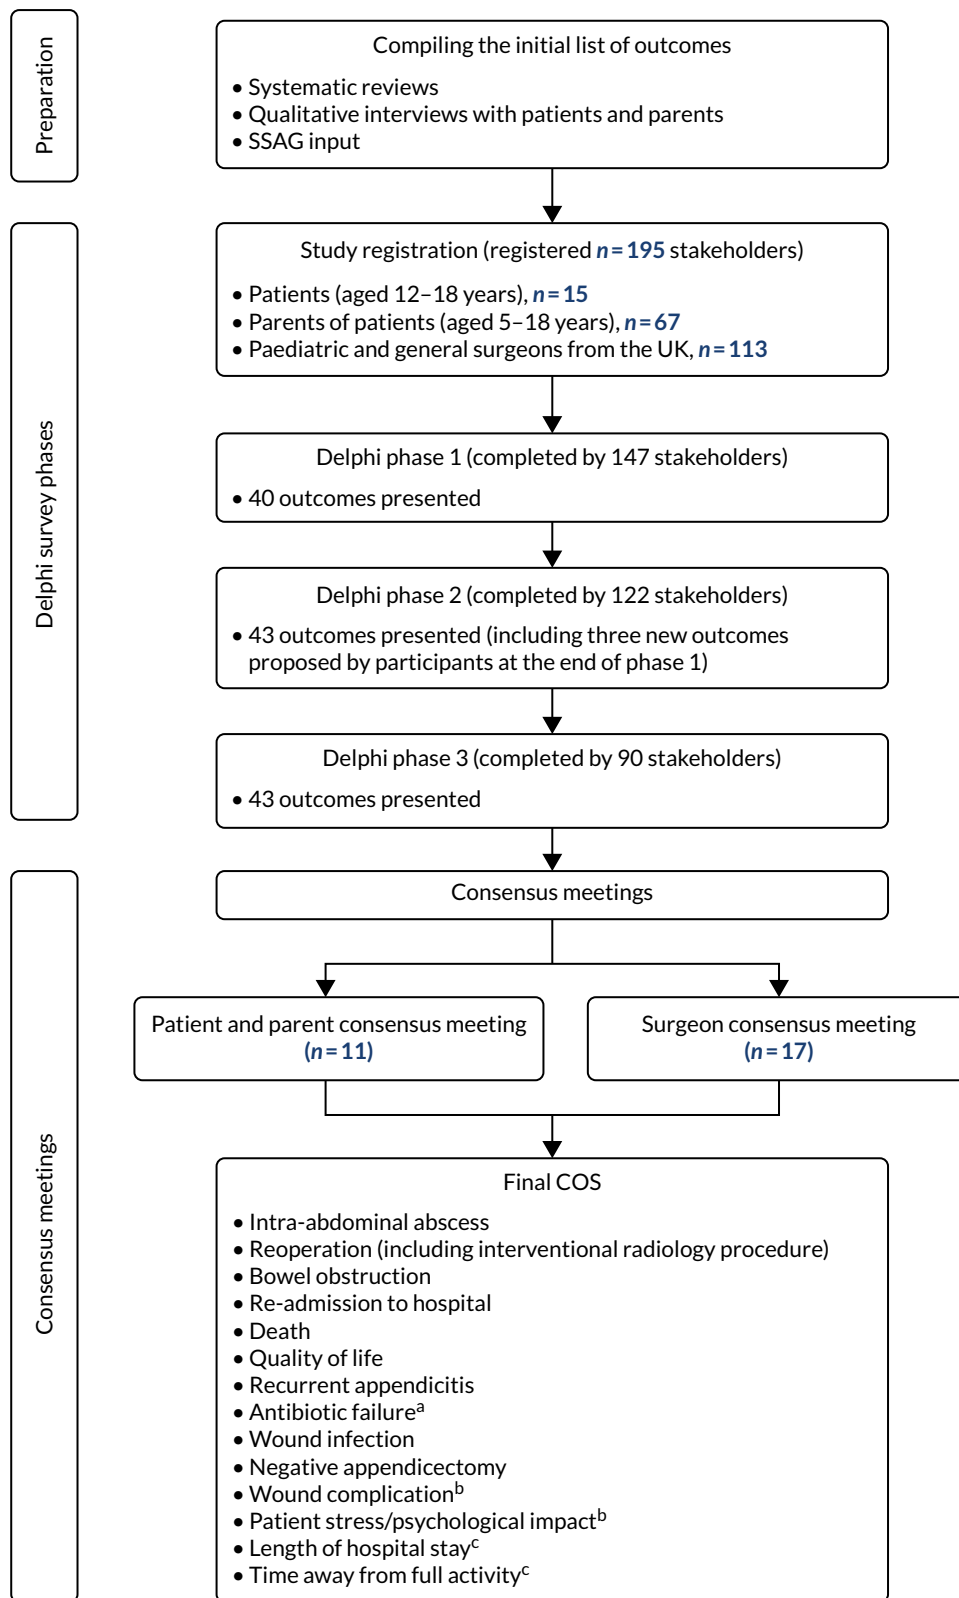 Preparation
Compiling the initial list of outcomes
• Systematic reviews
• Qualitative interviews with patients and parents
• SSAG input
Delphi survey phases
Study registration (registered n=195 stakeholders)
• Patients (aged 12–18 years), n=15
• Parents of patients (aged 5–18 years), n=67
• Paediatric and general surgeons from the UK, n=113
Delphi phase 1 (completed by 147 stakeholders)
• 40 outcomes presented
Delphi phase 2 (completed by 122 stakeholders)
• 43 outcomes presented (including three new outcomes
proposed by participants at the end of phase 1)
Delphi phase 3 (completed by 90 stakeholders)
• 43 outcomes presented
Consensus meetings
Consensus meetings
Patient and parent consensus meeting
(n=11)
Surgeon consensus meeting
(n=17)
Final COS
• Intra-abdominal abscess
• Reoperation (including interventional radiology procedure)
• Bowel obstruction
• Re-admission to hospital
• Death
• Quality of life
• Recurrent appendicitis
• Antibiotic failureᵃ
• Wound infection
• Negative appendicectomy
• Wound complicationᵇ
• Patient stress/psychological impactᵇ
• Length of hospital stayᶜ
• Time away from full activityᶜ